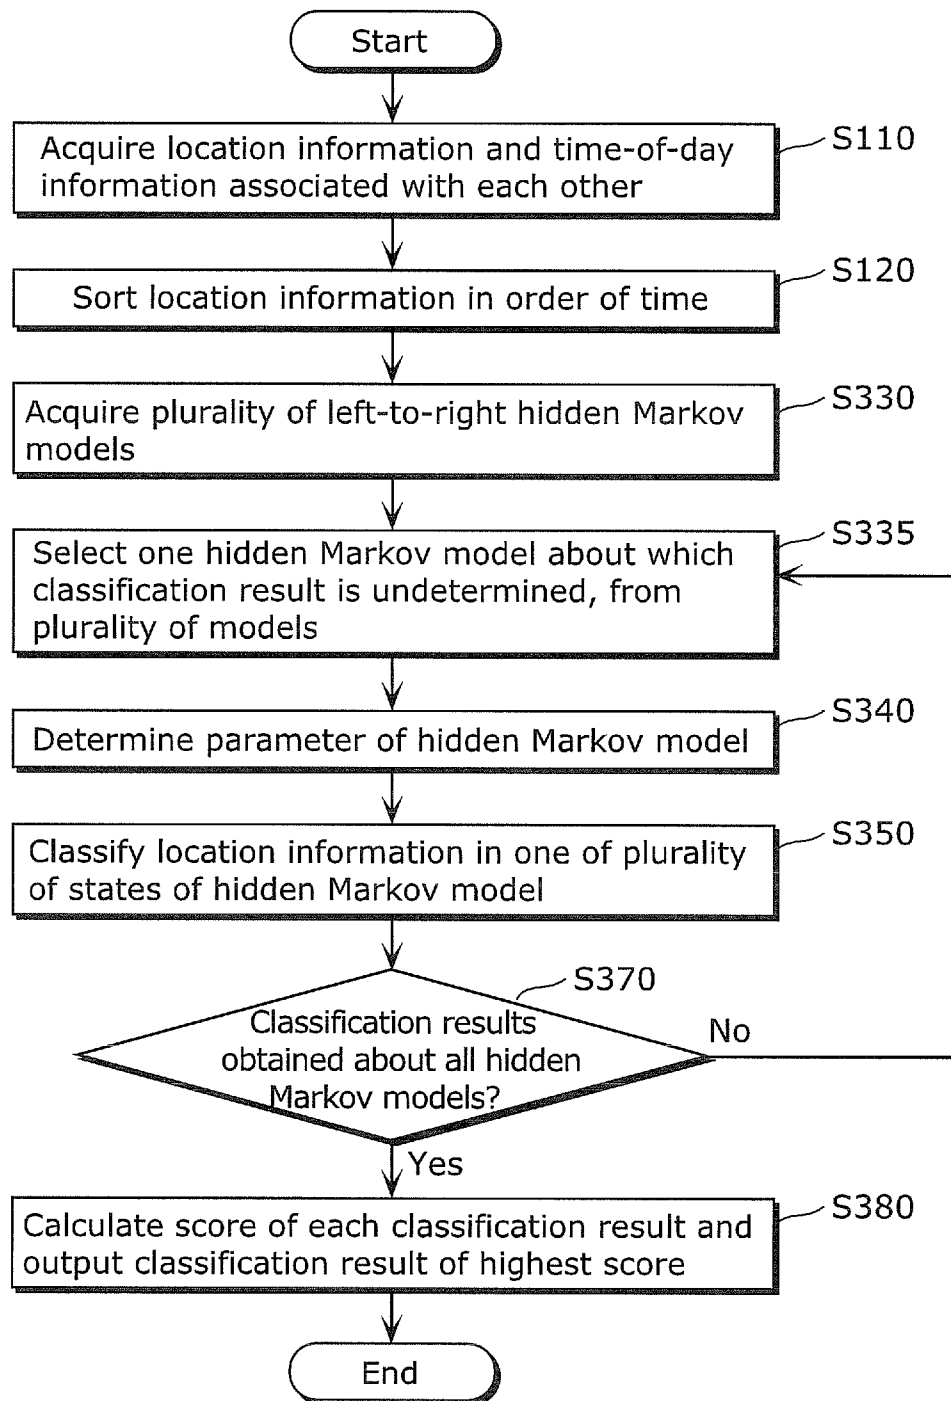 Start
Acquire location information and time-of-day
information associated with each other
S110
Sort location information in order of time
S120
Acquire plurality of left-to-right hidden Markov
models
S330
Select one hidden Markov model about which
classification result is undetermined, from
plurality of models
S335
Determine parameter of hidden Markov model
S340
Classify location information in one of plurality
of states of hidden Markov model
S350
Classification results
obtained about all hidden
Markov models?
S370
No
Yes
Calculate score of each classification result and
output classification result of highest score
S380
End